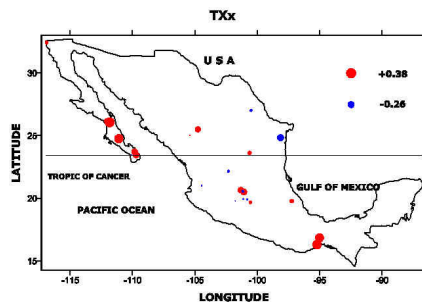 TXx
U S A
+0.38
-0.26
30
25
20
15
LATITUDE
TROPIC OF CANCER
GULF OF MEXICO
PACIFIC OCEAN
-115
-110
-105
-100
-95
-90
LONGITUDE